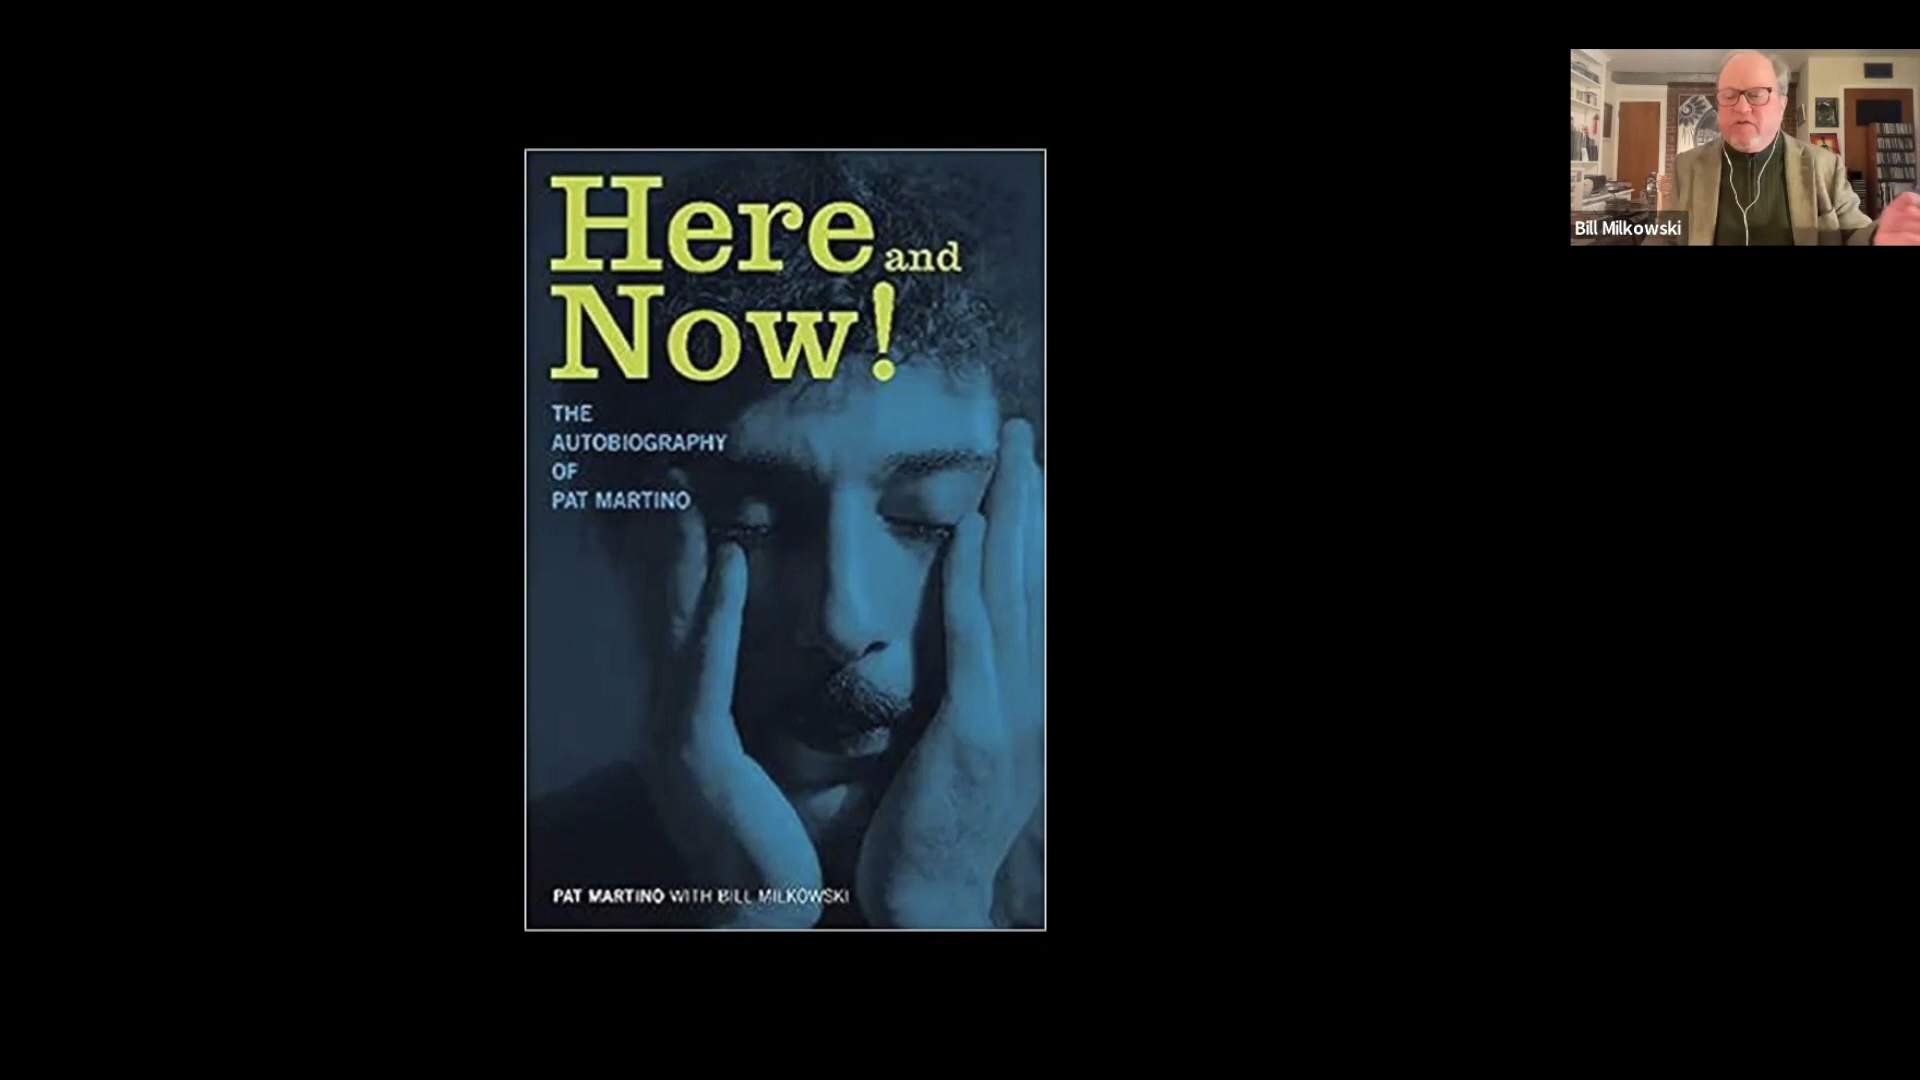 Here and
Now!
THE
AUTOBIOGRAPHY
OF
PAT MARTINO
PAT MARTINO WITH BILL MILKOWSKI
Bill Milkowski